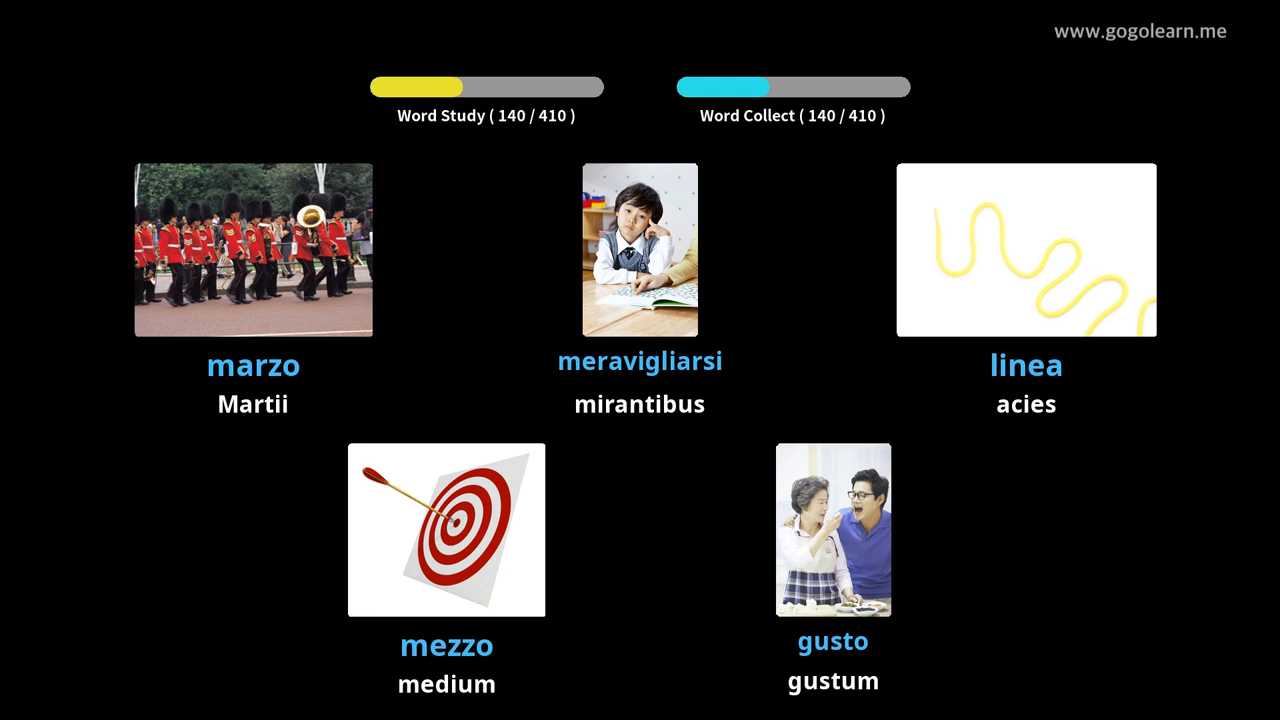 www.gogolearn.me
Word Study ( 140 / 410 )
Word Collect ( 140 / 410 )
marzo
Martii
meravigliarsi
mirantibus
linea
acies
mezzo
medium
gusto
gustum